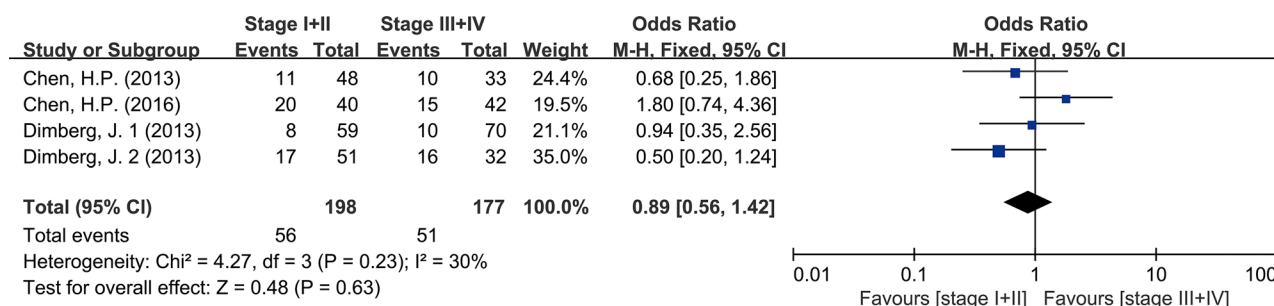 Stage I+II Stage III+IV Odds Ratio Odds Ratio
Study or Subgroup Events Total Events Total Weight M-H, Fixed, 95% CI M-H, Fixed, 95% CI
Chen, H.P. (2013) 11 48 10 33 24.4% 0.68 [0.25, 1.86]
Chen, H.P. (2016) 20 40 15 42 19.5% 1.80 [0.74, 4.36]
Dimberg, J. 1 (2013) 8 59 10 70 21.1% 0.94 [0.35, 2.56]
Dimberg, J. 2 (2013) 17 51 16 32 35.0% 0.50 [0.20, 1.24]
Total (95% CI) 198 177 100.0% 0.89 [0.56, 1.42]
Total events 56 51
Heterogeneity: Chi² = 4.27, df = 3 (P = 0.23); I² = 30%
Test for overall effect: Z = 0.48 (P = 0.63)
0.01 0.1 1 10 100
Favours [stage I+II] Favours [stage III+IV]